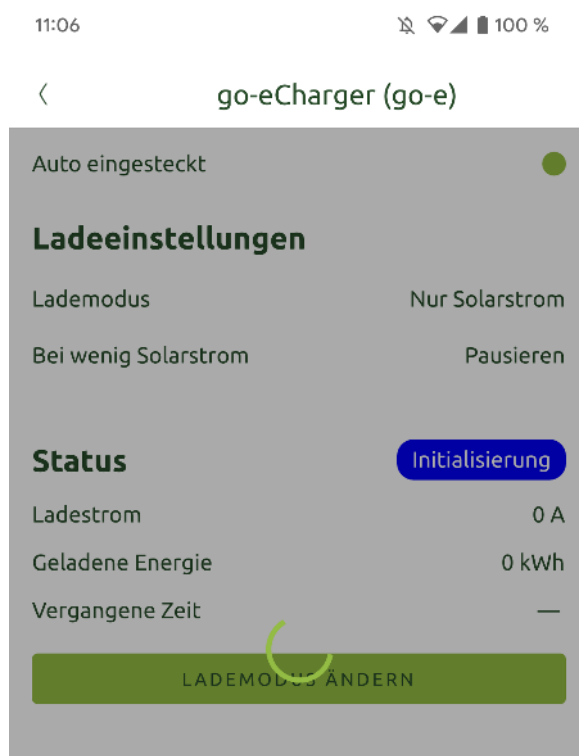 11:06 100 %
go-eCharger (go-e)
Auto eingesteckt
Ladeeinstellungen
Lademodus Nur Solarstrom
Bei wenig Solarstrom Pausieren
Status Initialisierung
Ladestrom 0 A
Geladene Energie 0 kWh
Vergangene Zeit —
LADEMODUS ÄNDERN